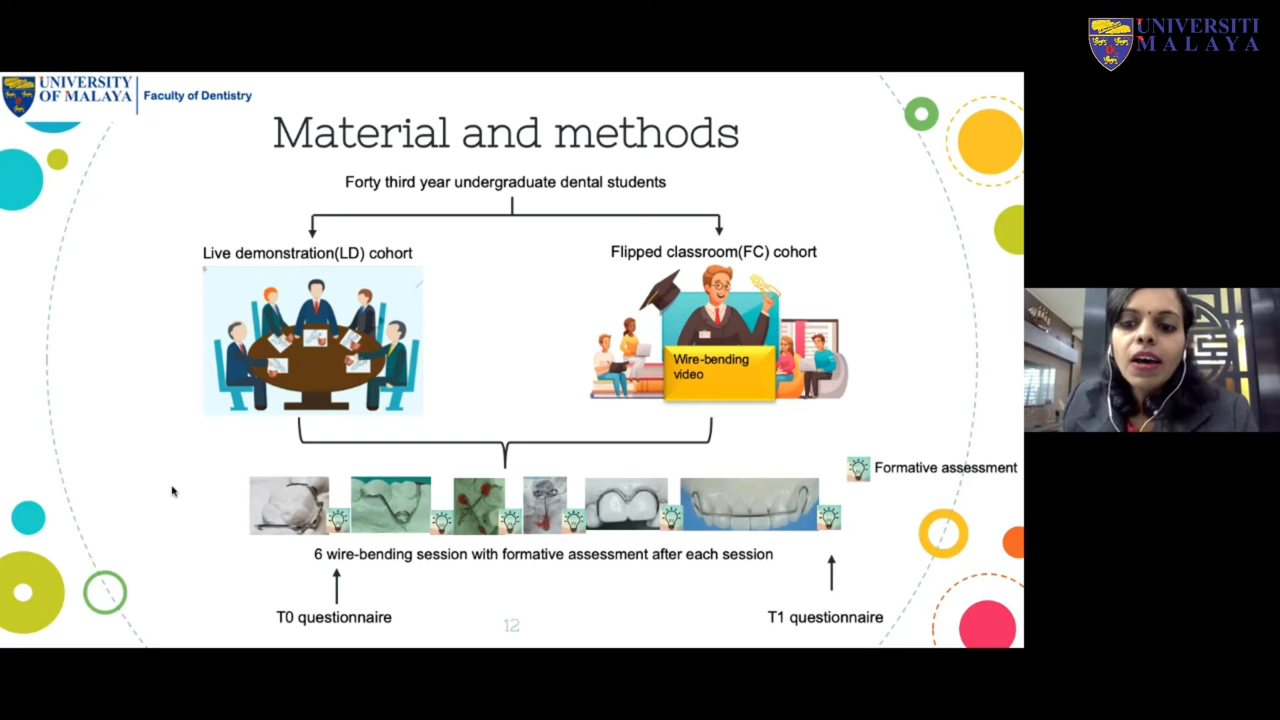 UNIVERSITI
MALAYA
UNIVERSITY
OF MALAYA
Faculty of Dentistry
Material and methods
Forty third year undergraduate dental students
Live demonstration(LD) cohort
Flipped classroom(FC) cohort
Wire-bending
video
Formative assessment
6 wire-bending session with formative assessment after each session
T0 questionnaire
T1 questionnaire
12